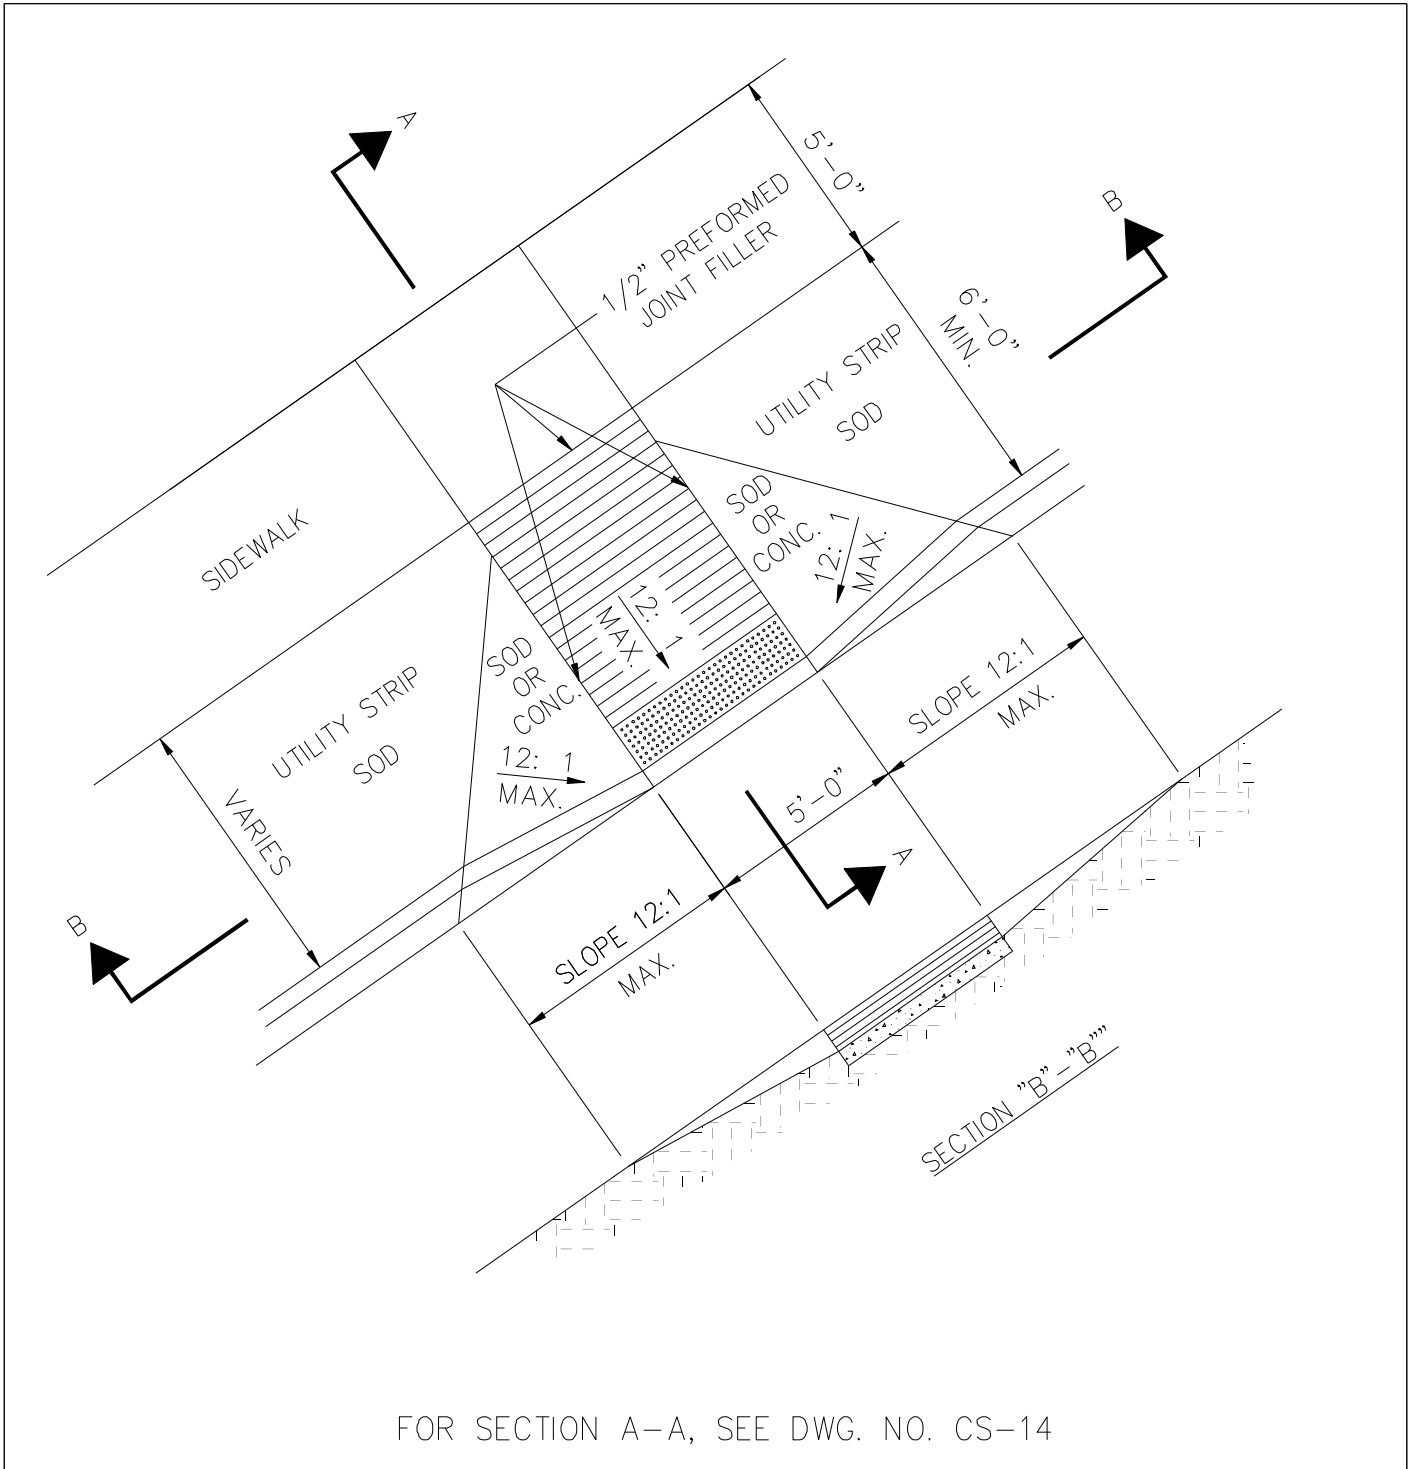 A
5'-0"
B
1/2" PREFORMED
JOINT FILLER
6'-0"
MIN.
UTILITY STRIP
SOD
SIDEWALK
SOD
OR
CONC.
12: 1
MAX.
12: 1
MAX.
SOD
OR
CONC.
12: 1
MAX.
UTILITY STRIP
SOD
VARIES
SLOPE 12:1
MAX.
5'-0"
A
B
SLOPE 12:1
MAX.
SECTION "B"-"B""
FOR SECTION A-A, SEE DWG. NO. CS-14